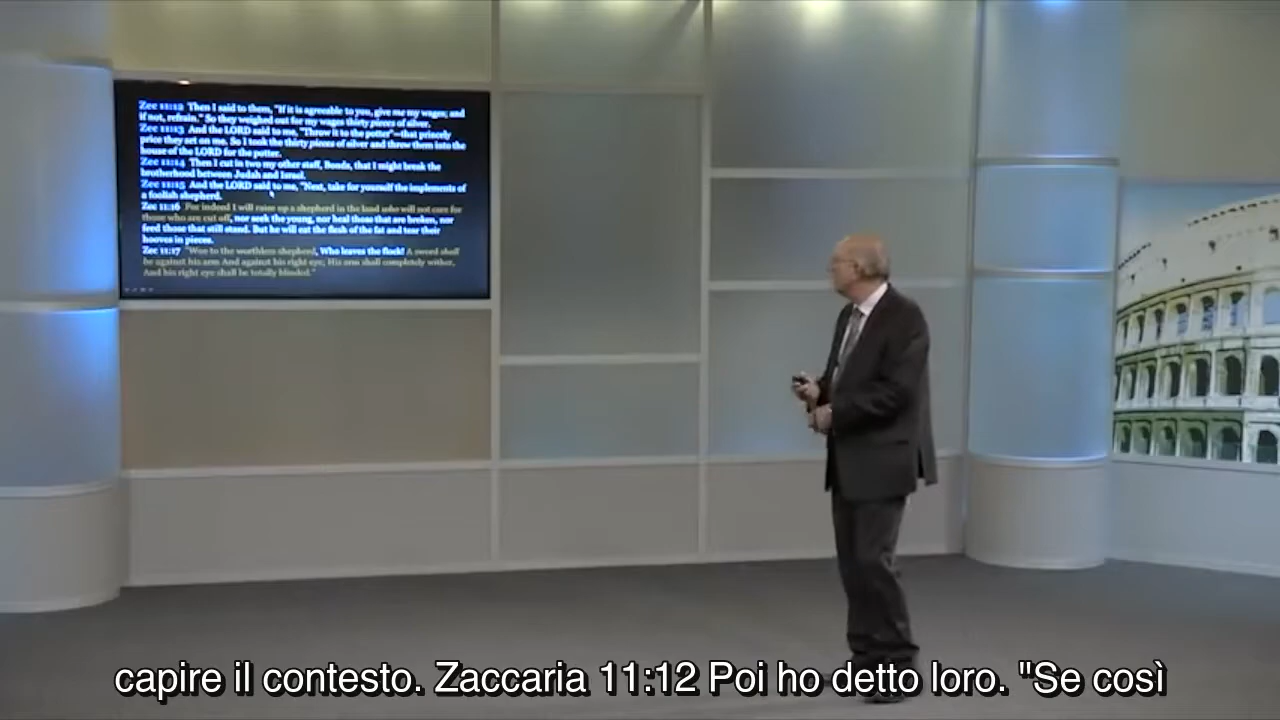 Zec 11:12 Then I said to them, "If it is agreeable to you, give me my wages; and
if not, refrain." So they weighed out for my wages thirty pieces of silver.
Zec 11:13 And the LORD said to me, "Throw it to the potter"—that princely
price they set on me. So I took the thirty pieces of silver and threw them into the
house of the LORD for the potter.
Zec 11:14 Then I cut in two my other staff, Bonds, that I might break the
brotherhood between Judah and Israel.
Zec 11:15 And the LORD said to me, "Next, take for yourself the implements of
a foolish shepherd.
Zec 11:16 For indeed I will raise up a shepherd in the land who will not care for
those who are cut off, nor seek the young, nor heal those that are broken, nor
feed those that still stand. But he will eat the flesh of the fat and tear their
hooves in pieces.
Zec 11:17 "Woe to the worthless shepherd, Who leaves the flock! A sword shall
be against his arm And against his right eye; His arm shall completely wither,
And his right eye shall be totally blinded."
capire il contesto. Zaccaria 11:12 Poi ho detto loro. "Se così